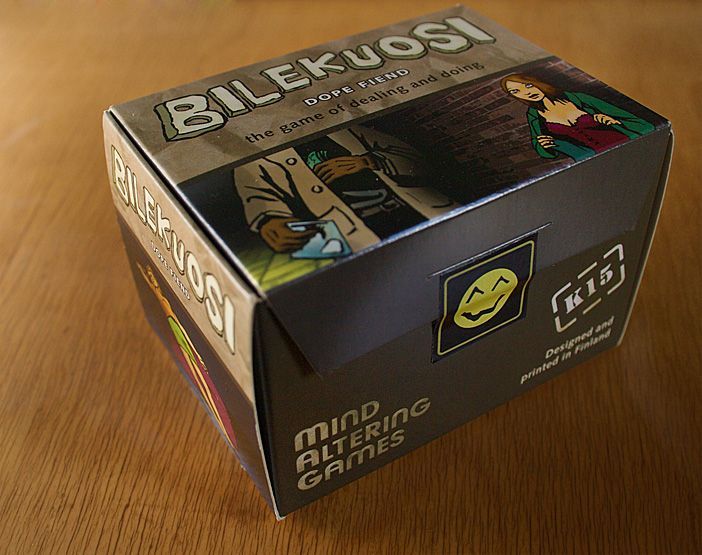 BILEKUOSI
DOPE FIEND
the game of dealing and doing
BILEKUOSI
DOPE FIEND
K15
Designed and
printed in Finland
MIND
ALTERING
GAMES